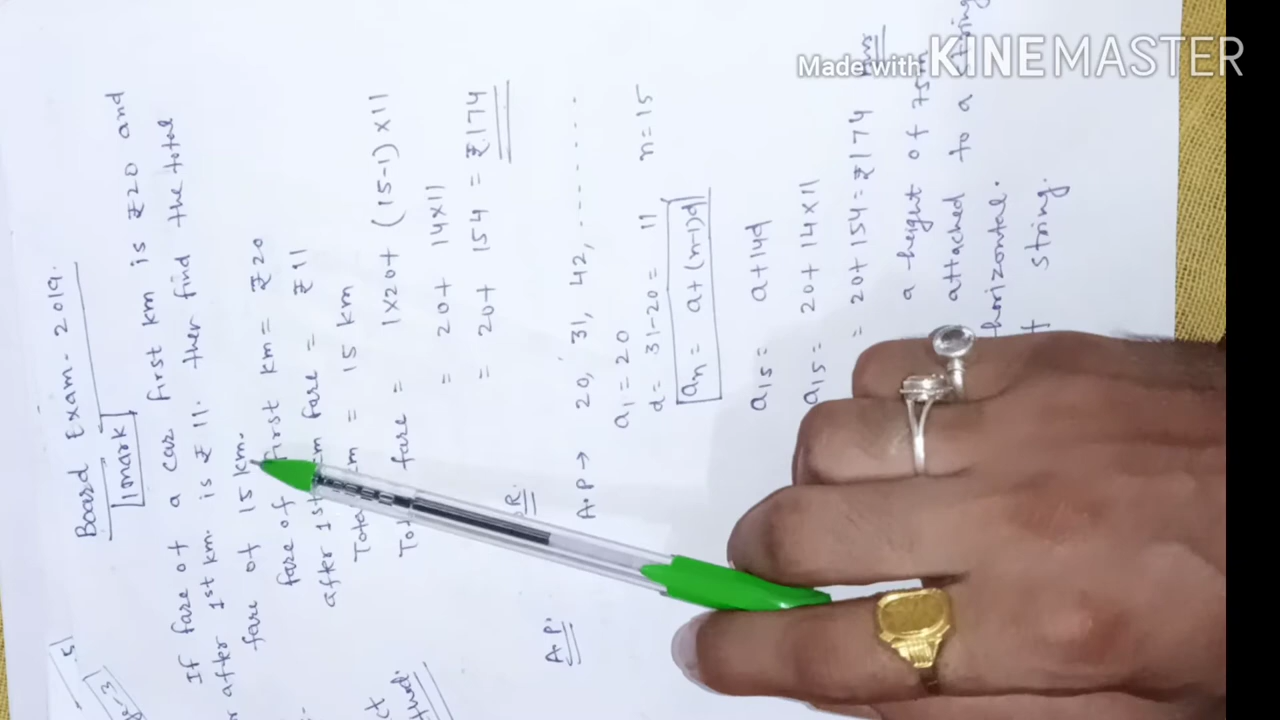 Made with KINEMASTER
Board Exam - 2019.
1 mark
If fare of a car first km is ₹20 and
after 1st km. is ₹11. then find the total
fare of 15 km.
fare of first km = ₹20
after 1st km fare = ₹11
Total km = 15 km
Total fare = 1×20+ (15-1)×11
= 20+ 14×11
= 20+ 154 = ₹174
A.P.
A.P → 20, 31, 42, .......
a1 = 20
d = 31-20 = 11 n=15
an = a+(n-1)d
a15 = a+14d
a15 = 20+ 14×11
= 20+154 = ₹174 Ans
a height of 75m
attached to a string
horizontal.
string.